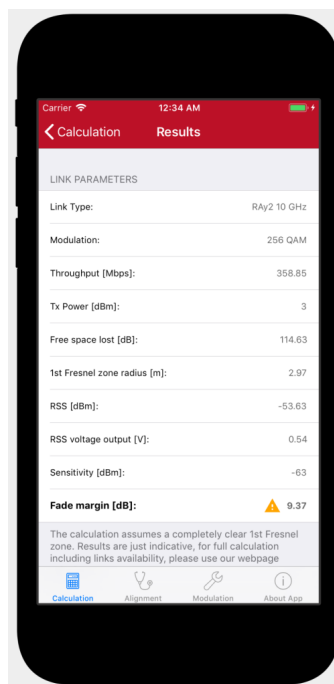 Carrier 12:34 AM
Calculation Results
LINK PARAMETERS
Link Type: RAy2 10 GHz
Modulation: 256 QAM
Throughput [Mbps]: 358.85
Tx Power [dBm]: 3
Free space lost [dB]: 114.63
1st Fresnel zone radius [m]: 2.97
RSS [dBm]: -53.63
RSS voltage output [V]: 0.54
Sensitivity [dBm]: -63
Fade margin [dB]: 9.37
The calculation assumes a completely clear 1st Fresnel
zone. Results are just indicative, for full calculation
including links availability, please use our webpage
Calculation Alignment Modulation About App